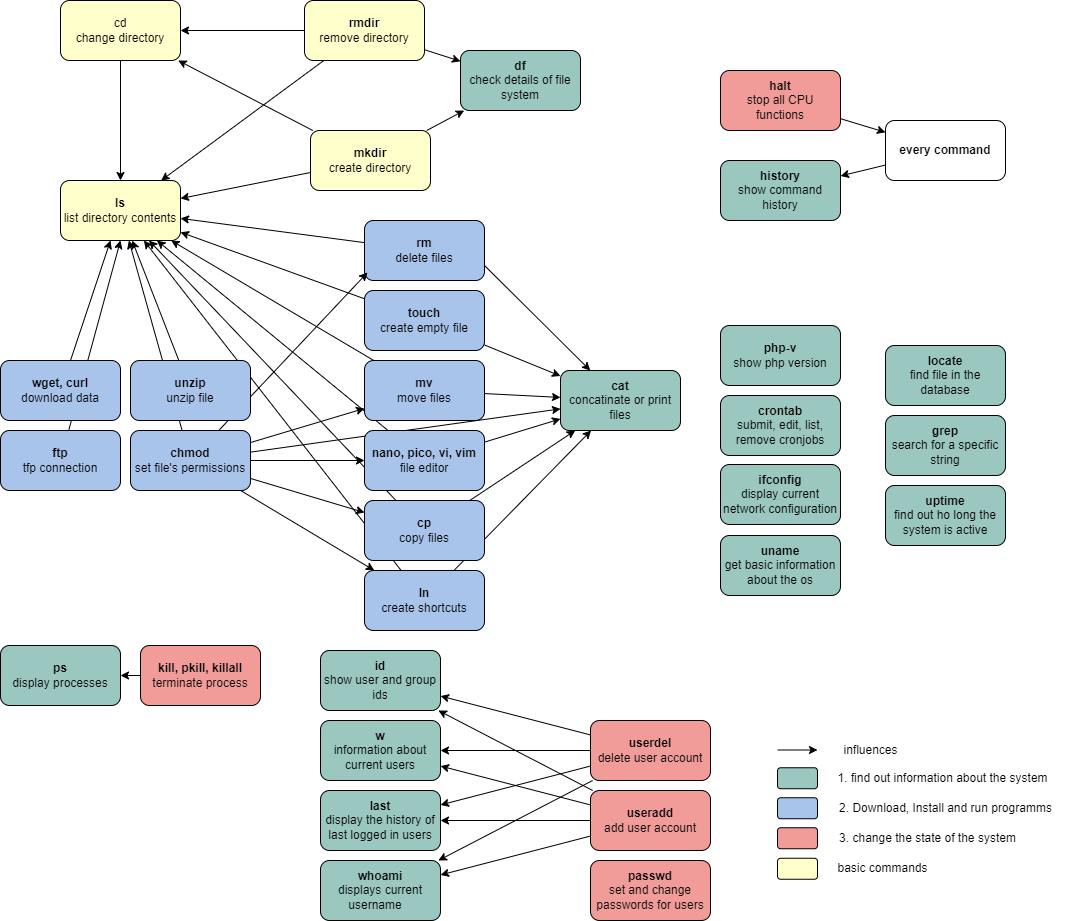 cd
change directory
rmdir
remove directory
df
check details of file
system
mkdir
create directory
halt
stop all CPU
functions
every command
history
show command
history
ls
list directory contents
rm
delete files
touch
create empty file
mv
move files
nano, pico, vi, vim
file editor
cp
copy files
ln
create shortcuts
wget, curl
download data
unzip
unzip file
ftp
tfp connection
chmod
set file's permissions
cat
concatinate or print
files
php-v
show php version
crontab
submit, edit, list,
remove cronjobs
ifconfig
display current
network configuration
uname
get basic information
about the os
locate
find file in the
database
grep
search for a specific
string
uptime
find out ho long the
system is active
ps
display processes
kill, pkill, killall
terminate process
id
show user and group
ids
w
information about
current users
last
display the history of
last logged in users
whoami
displays current
username
userdel
delete user account
useradd
add user account
passwd
set and change
passwords for users
influences
1. find out information about the system
2. Download, Install and run programms
3. change the state of the system
basic commands